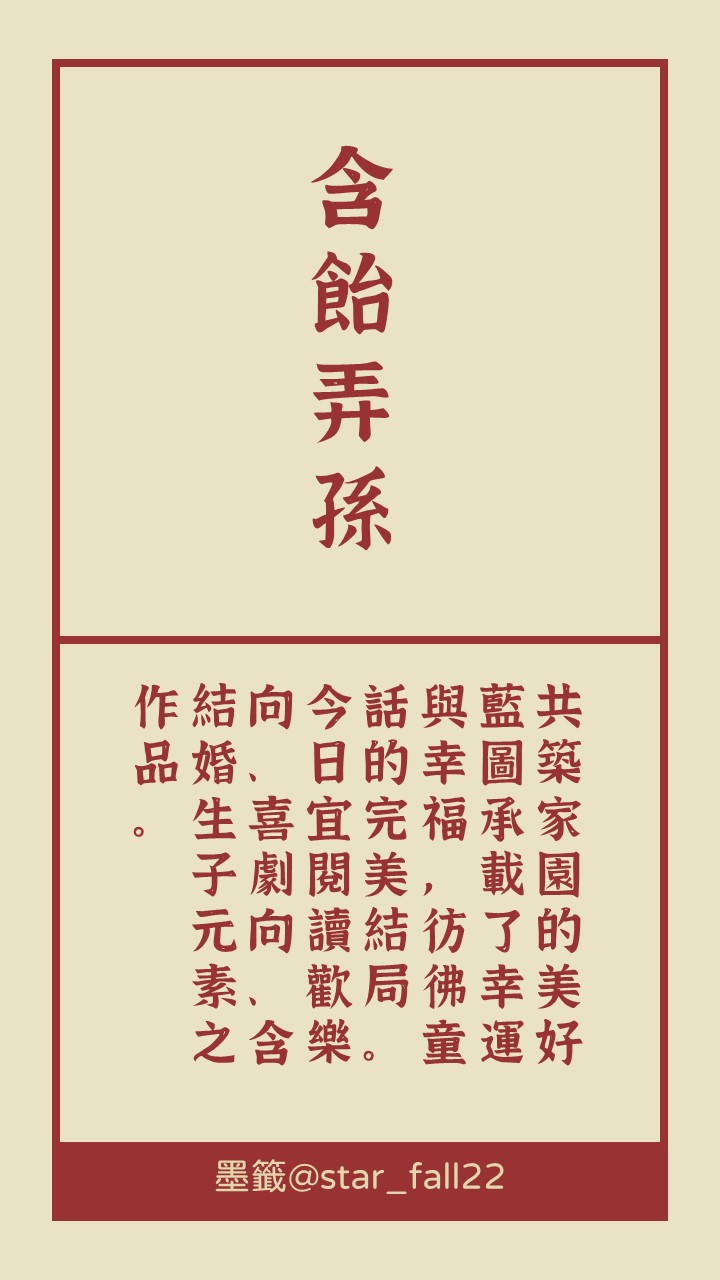 含飴弄孫
共築家園的美好
藍圖承載了幸運
與幸福，彷彿童
話的完美結局。
今日宜閱讀歡樂
向、喜劇向、含
結婚生子元素之
作品。
墨籤@star_fall22